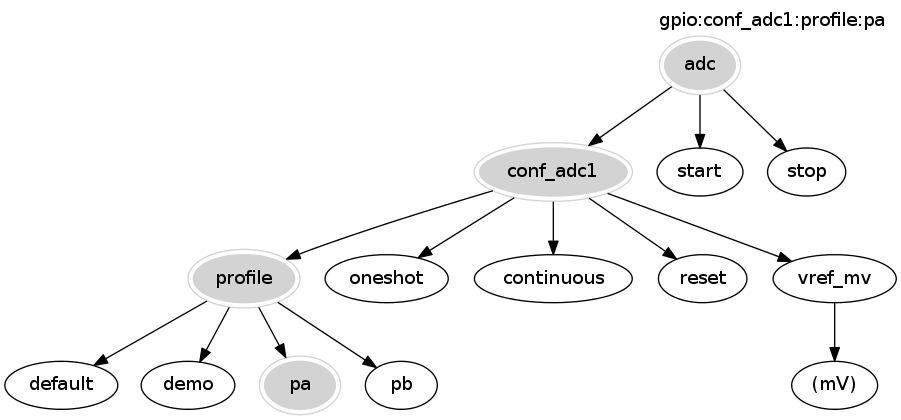 gpio:conf_adc1:profile:pa
adc
conf_adc1
start
stop
profile
oneshot
continuous
reset
vref_mv
default
demo
pa
pb
(mV)